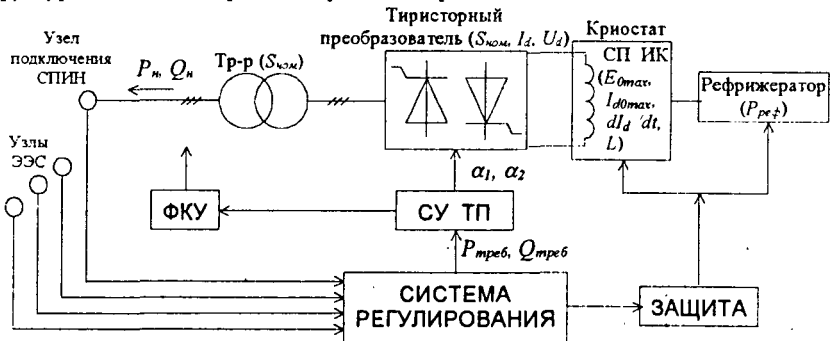 Тиристорный
преобразователь (Sном, Id, Ud)
Криостат
Узел
подключения
СПИН
Pн, Qн
Тр-р (Sном)
СП ИК
(E0max,
Id0max,
dId/dt,
L)
Рефрижератор
(Pреф)
Узлы
ЭЭС
α1, α2
ФКУ
СУ ТП
Pтреб, Qтреб
СИСТЕМА
РЕГУЛИРОВАНИЯ
ЗАЩИТА